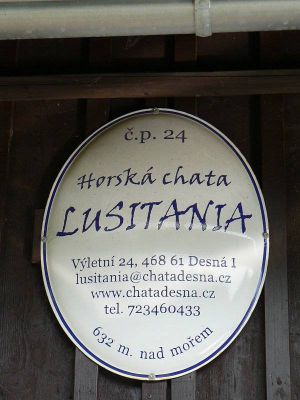 č.p. 24
Horská chata
LUSITANIA
Výletní 24, 468 61 Desná I
lusitania@chatadesna.cz
www.chatadesna.cz
tel. 723460433
632 m. nad mořem